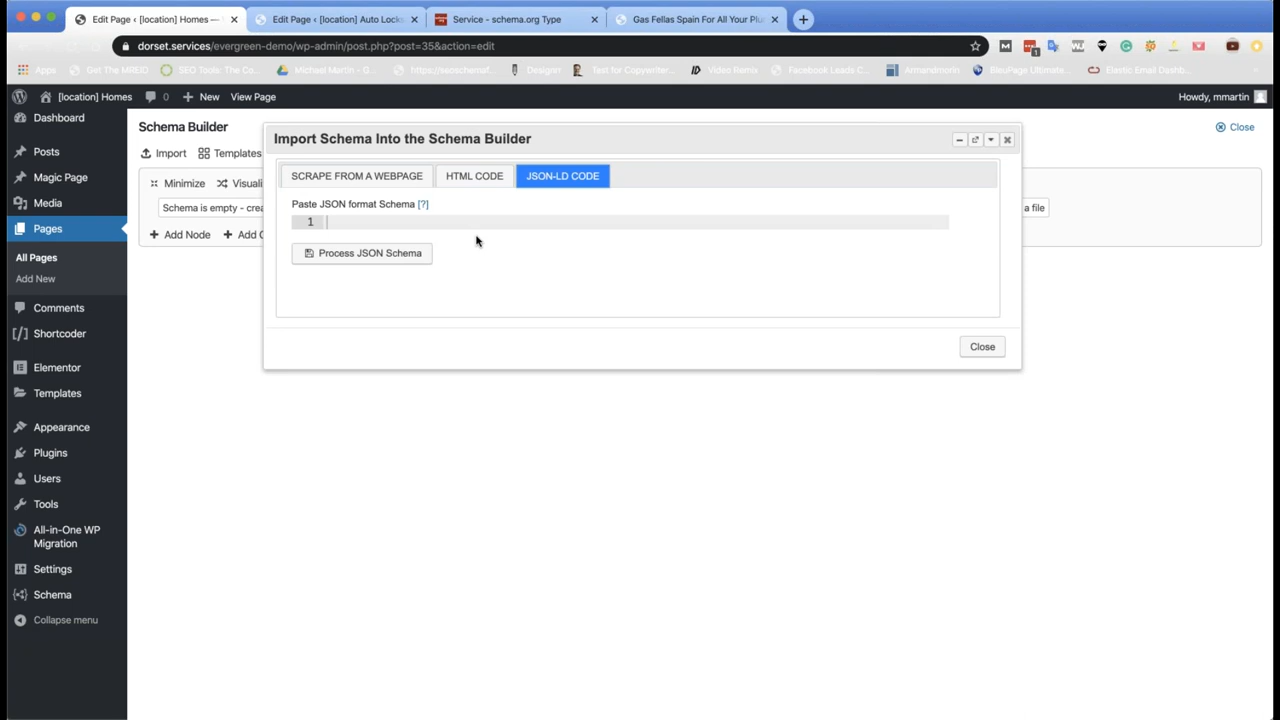 Edit Page ‹ [location] Homes —
Edit Page ‹ [location] Auto Locks
Service - schema.org Type
Gas Fellas Spain For All Your Plu
dorset.services/evergreen-demo/wp-admin/post.php?post=35&action=edit
Apps
Get The MREID
SEO Tools: The Co...
Michael Martin - G...
https://seoschemaf...
Designrr
Test for Copywriter...
Video Remix
Facebook Leads C...
Armandmorin
BleuPage Ultimate...
Elastic Email Dashb...
[location] Homes
0
New
View Page
Howdy, mmartin
Dashboard
Posts
Magic Page
Media
Pages
All Pages
Add New
Comments
Shortcoder
Elementor
Templates
Appearance
Plugins
Users
Tools
All-in-One WP
Migration
Settings
Schema
Collapse menu
Schema Builder
Close
Import
Templates
Minimize
Visuali
Schema is empty - crea
a file
Add Node
Add
Import Schema Into the Schema Builder
SCRAPE FROM A WEBPAGE
HTML CODE
JSON-LD CODE
Paste JSON format Schema [?]
1
Process JSON Schema
Close